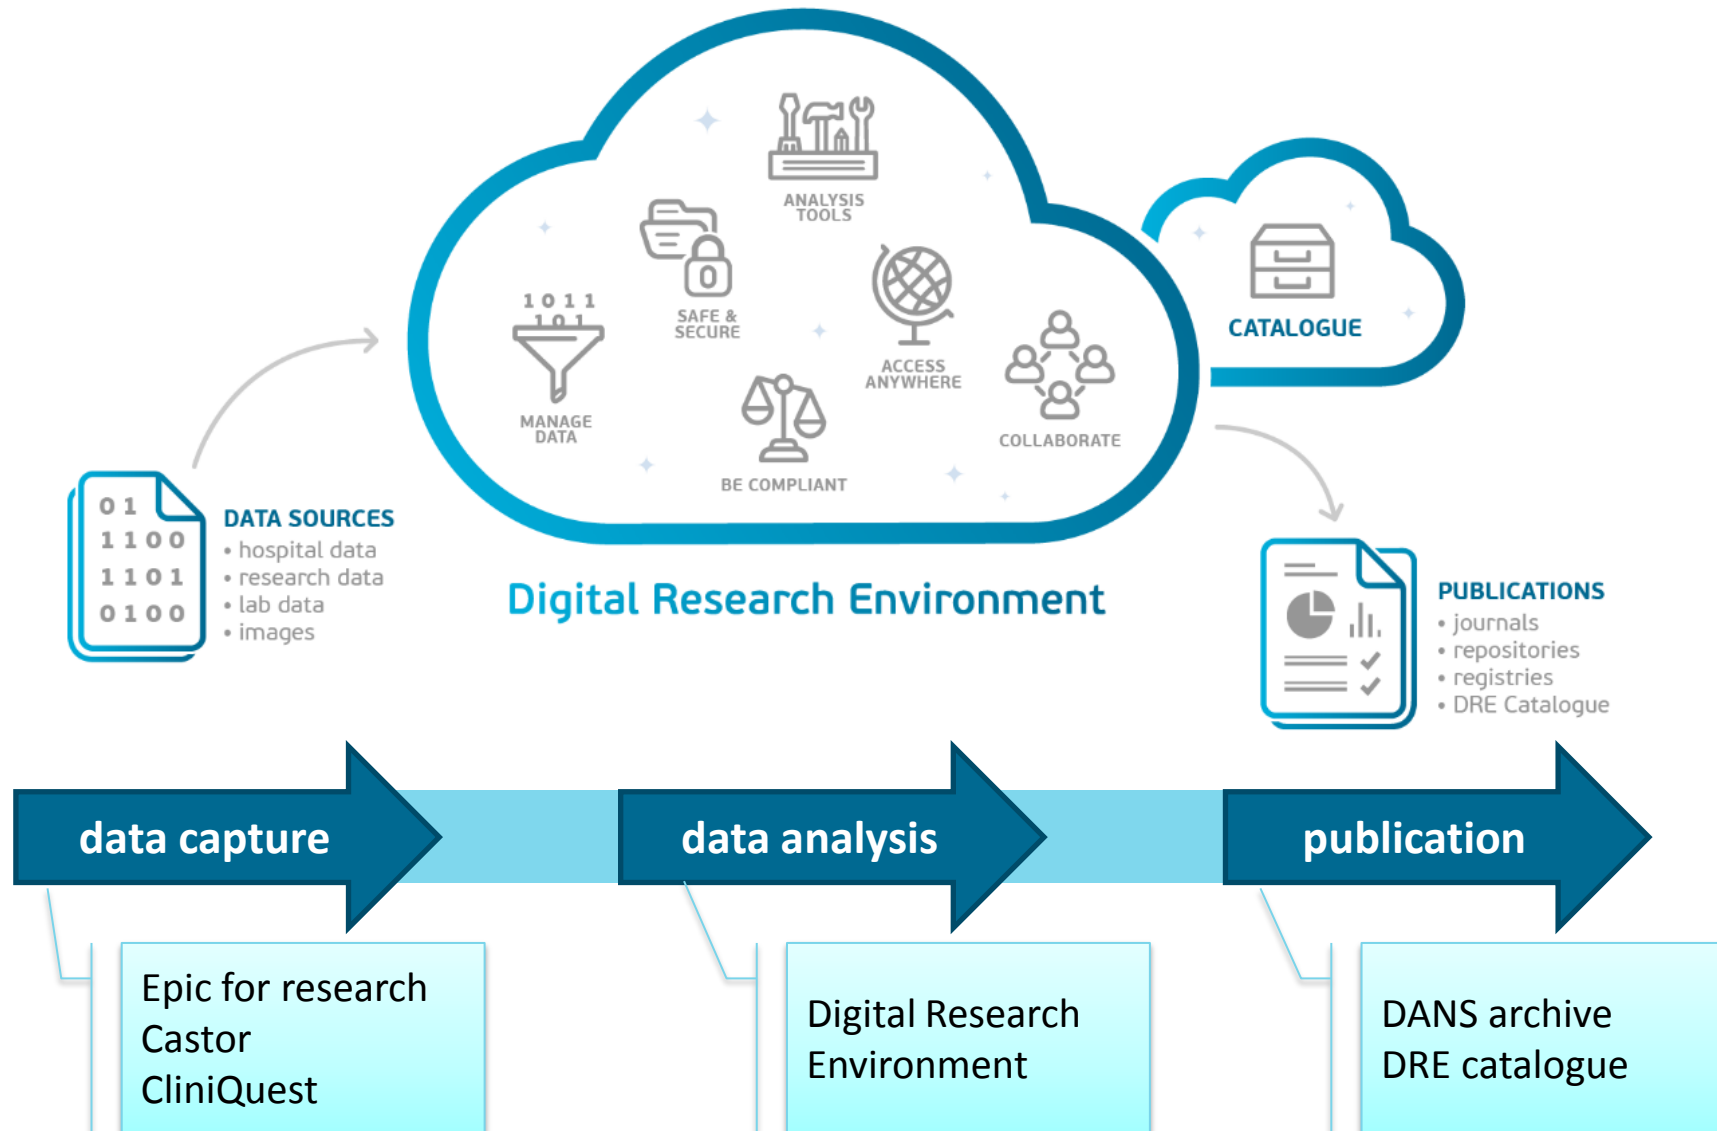 ANALYSIS
TOOLS
SAFE &
SECURE
1 0 1 1
1 0 1
MANAGE
DATA
ACCESS
ANYWHERE
BE COMPLIANT
COLLABORATE
CATALOGUE
0 1
1 1 0 0
1 1 0 1
0 1 0 0
DATA SOURCES
• hospital data
• research data
• lab data
• images
Digital Research Environment
PUBLICATIONS
• journals
• repositories
• registries
• DRE Catalogue
data capture
data analysis
publication
Epic for research
Castor
CliniQuest
Digital Research
Environment
DANS archive
DRE catalogue